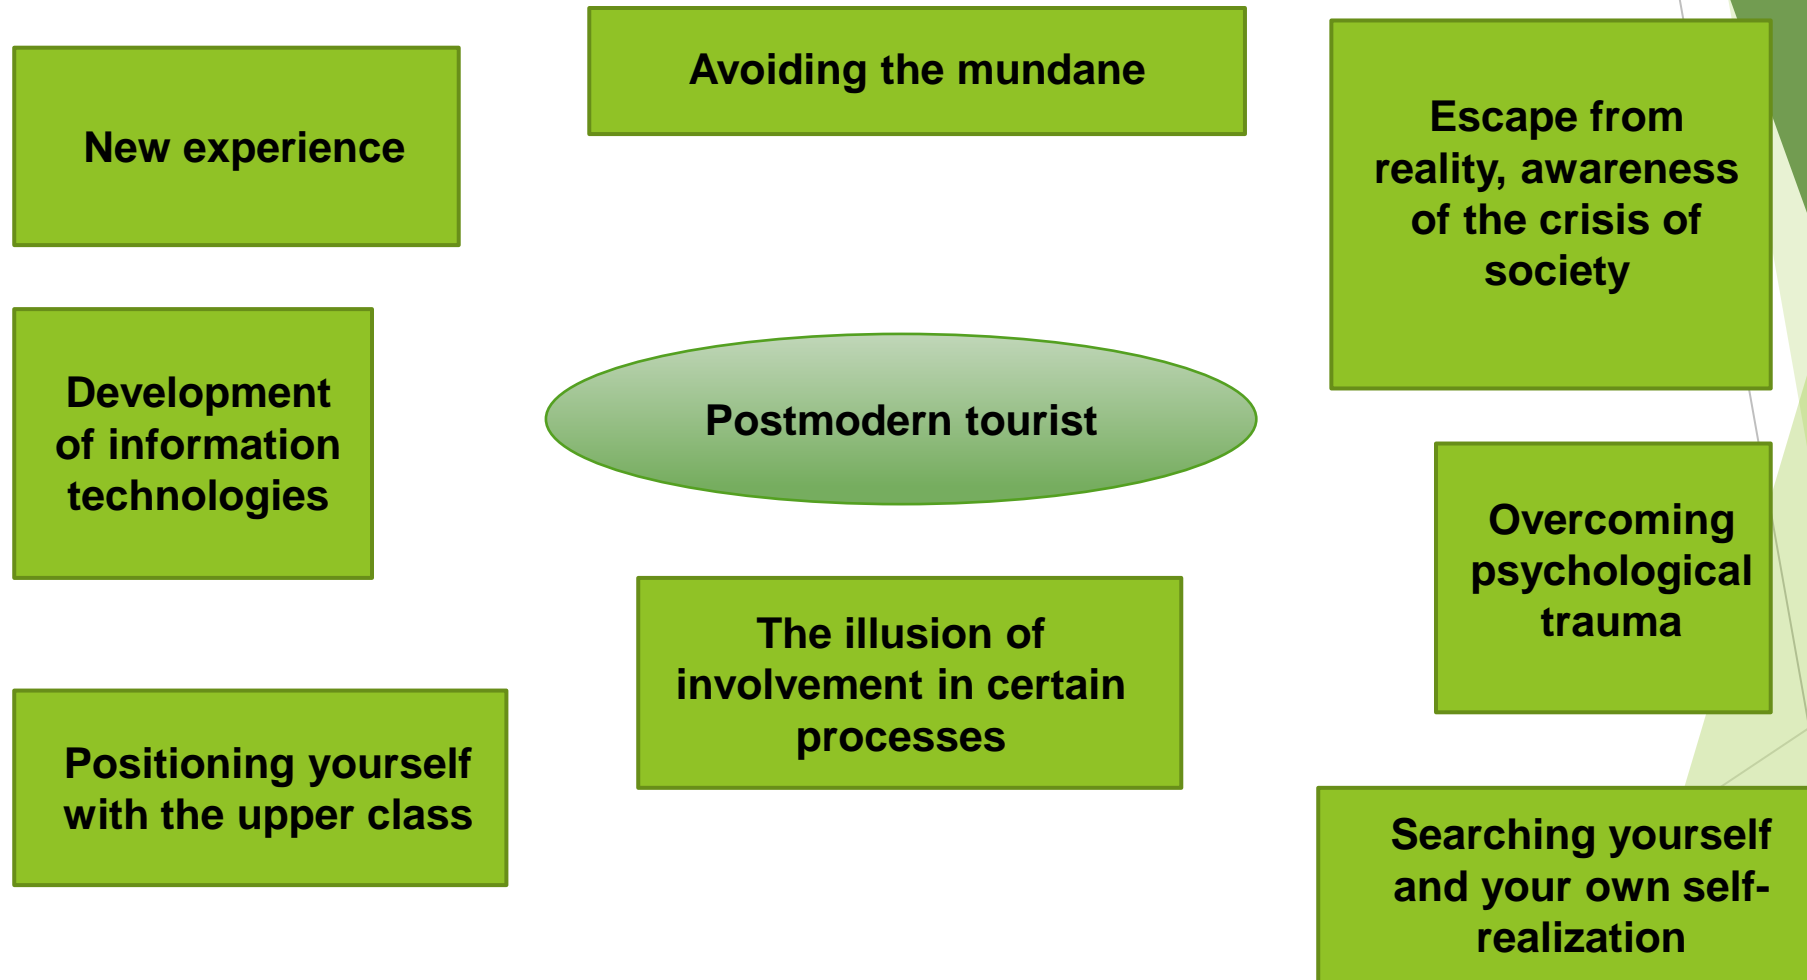 Avoiding the mundane
New experience
Escape from
reality, awareness
of the crisis of
society
Development
of information
technologies
Postmodern tourist
Overcoming
psychological
trauma
The illusion of
involvement in certain
processes
Positioning yourself
with the upper class
Searching yourself
and your own self-
realization